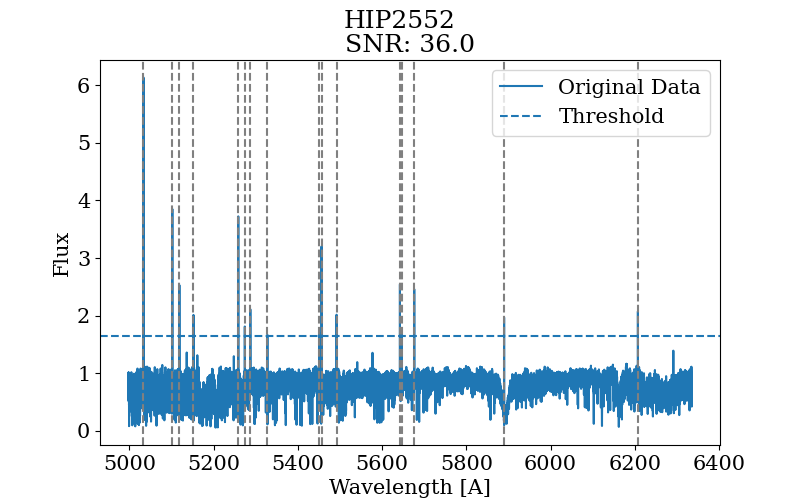 HIP2552
SNR: 36.0
Original Data
Threshold
Flux
6
5
4
3
2
1
0
5000 5200 5400 5600 5800 6000 6200 6400
Wavelength [A]